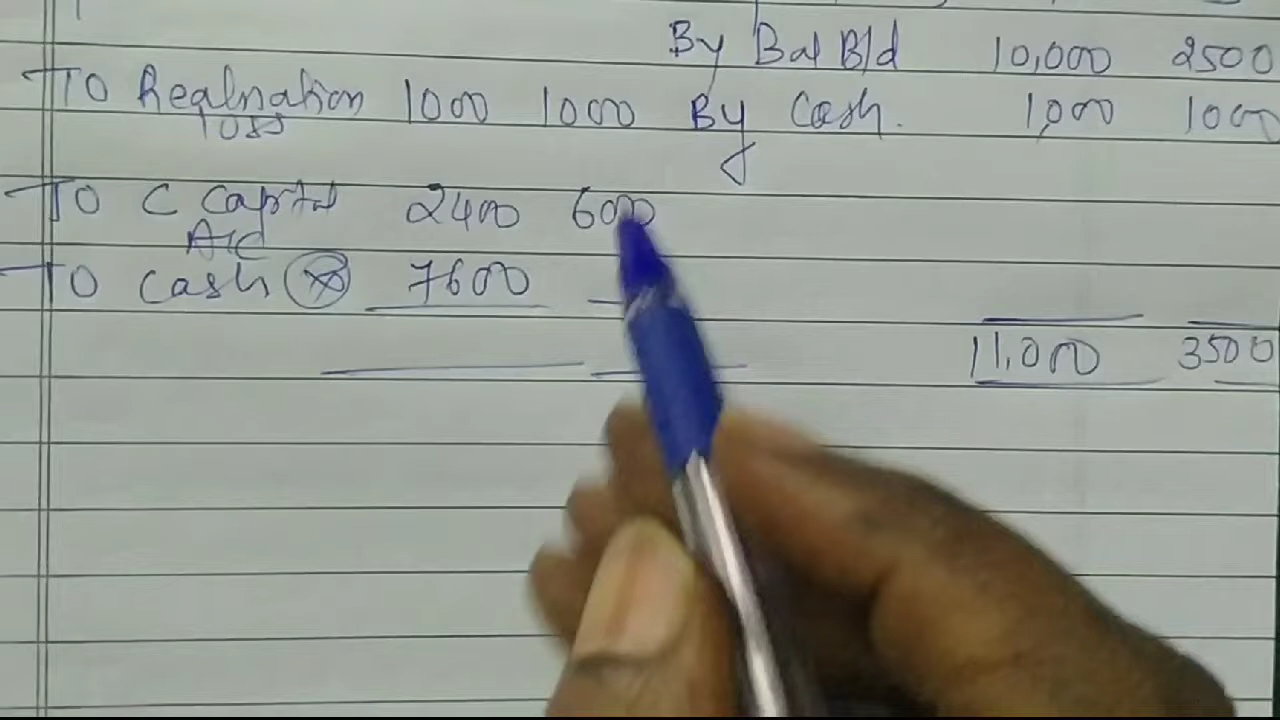 By Bal B/d 10,000 2500
To Realnation 1000 1000 By Cash. 1,000 1000
loss
To C Capital 2400 600
A/c
To Cash 7600
11,000 3500